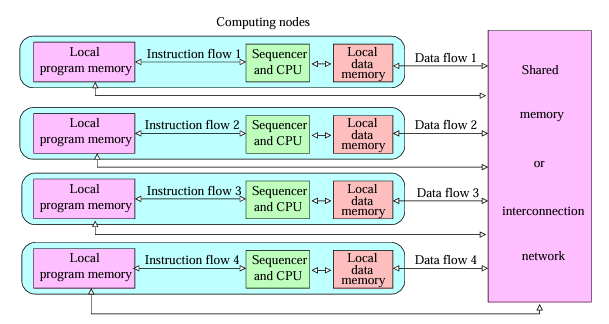 Computing nodes
Local
program memory
Instruction flow 1
Sequencer
and CPU
Local
data
memory
Data flow 1
Local
program memory
Instruction flow 2
Sequencer
and CPU
Local
data
memory
Data flow 2
Local
program memory
Instruction flow 3
Sequencer
and CPU
Local
data
memory
Data flow 3
Local
program memory
Instruction flow 4
Sequencer
and CPU
Local
data
memory
Data flow 4
Shared
memory
or
interconnection
network